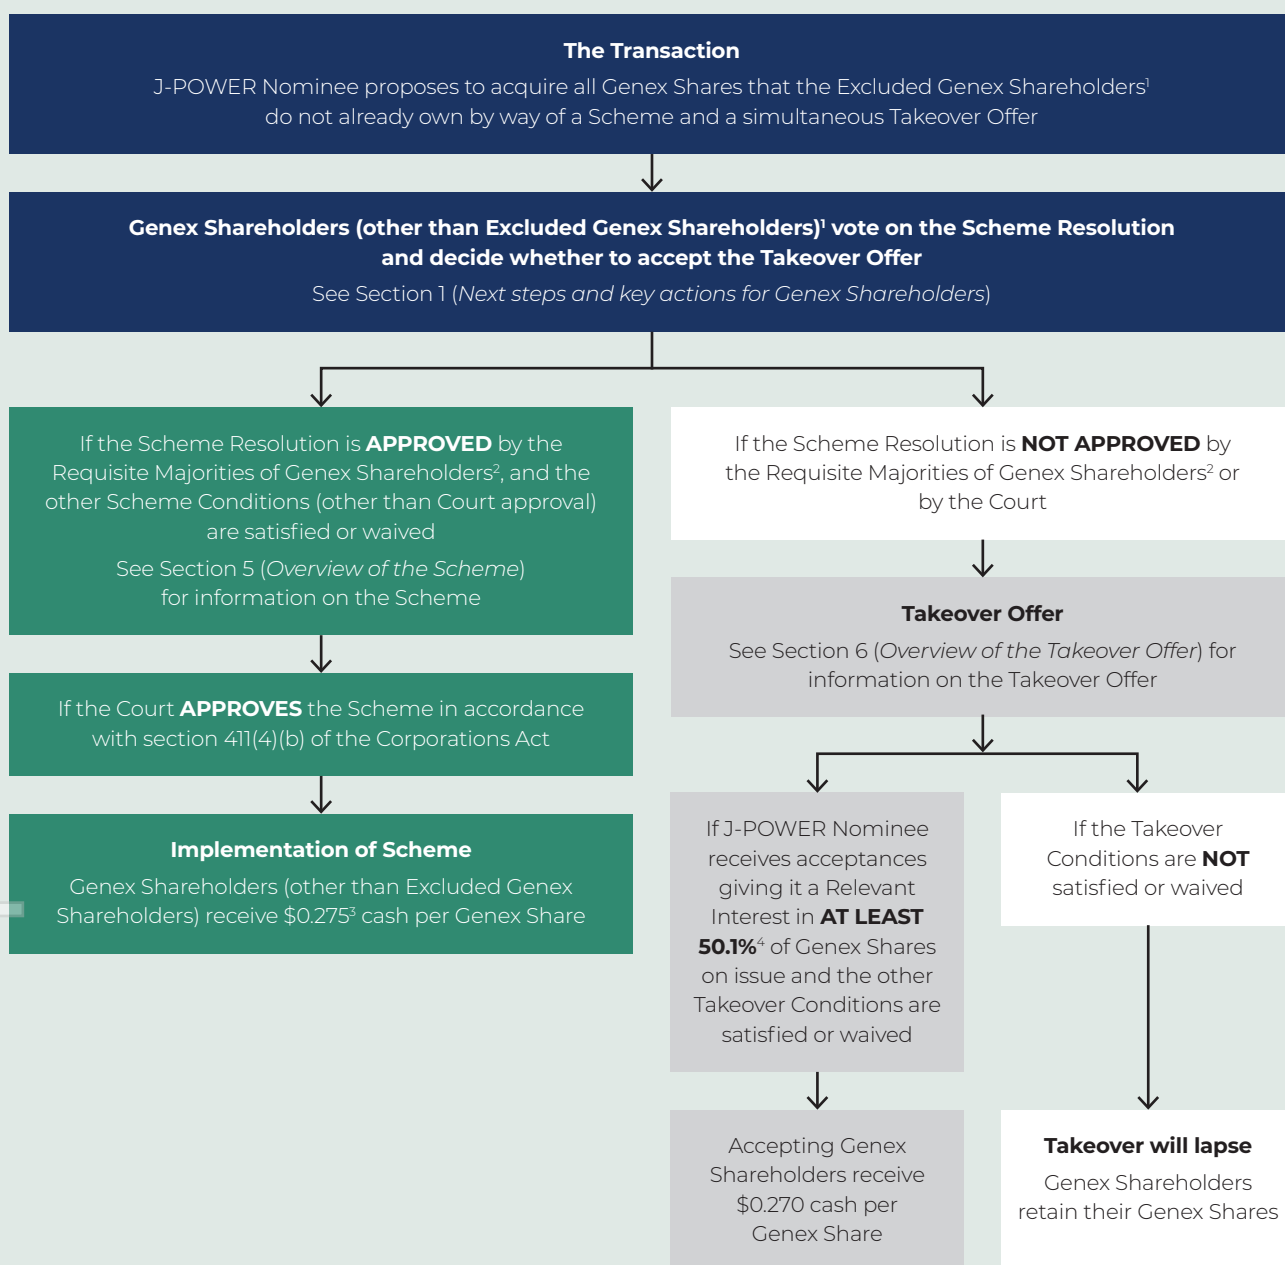 The Transaction
J-POWER Nominee proposes to acquire all Genex Shares that the Excluded Genex Shareholders¹
do not already own by way of a Scheme and a simultaneous Takeover Offer
Genex Shareholders (other than Excluded Genex Shareholders)¹ vote on the Scheme Resolution
and decide whether to accept the Takeover Offer
See Section 1 (Next steps and key actions for Genex Shareholders)
If the Scheme Resolution is APPROVED by the
Requisite Majorities of Genex Shareholders², and the
other Scheme Conditions (other than Court approval)
are satisfied or waived
See Section 5 (Overview of the Scheme)
for information on the Scheme
If the Court APPROVES the Scheme in accordance
with section 411(4)(b) of the Corporations Act
Implementation of Scheme
Genex Shareholders (other than Excluded Genex
Shareholders) receive $0.275³ cash per Genex Share
If the Scheme Resolution is NOT APPROVED by
the Requisite Majorities of Genex Shareholders² or
by the Court
Takeover Offer
See Section 6 (Overview of the Takeover Offer) for
information on the Takeover Offer
If J-POWER Nominee
receives acceptances
giving it a Relevant
Interest in AT LEAST
50.1%⁴ of Genex Shares
on issue and the other
Takeover Conditions are
satisfied or waived
Accepting Genex
Shareholders receive
$0.270 cash per
Genex Share
If the Takeover
Conditions are NOT
satisfied or waived
Takeover will lapse
Genex Shareholders
retain their Genex Shares